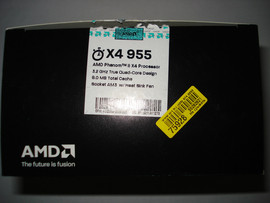 X4 955
AMD Phenom™ II X4 Processor
3.2 GHz True Quad-Core Design
8.0 MB Total Cache
Socket AM3 w/ Heat Sink Fan
75928
AMD
The future is fusion